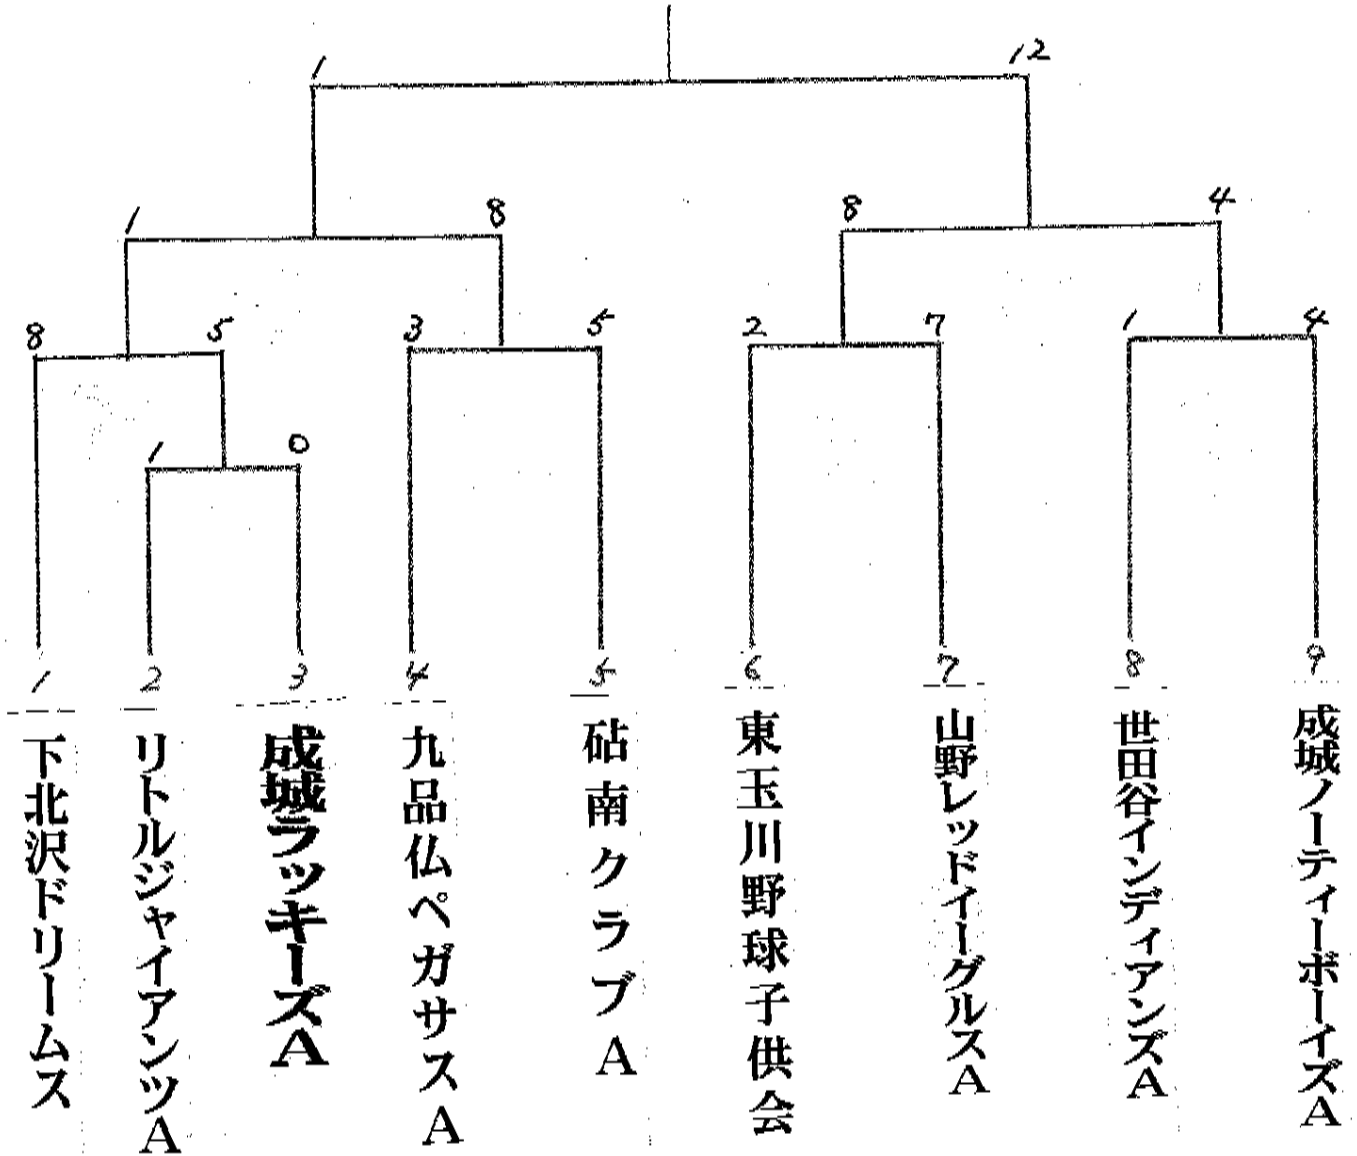 1 12
1 8 8 4
8 5 3 5 2 7 1 4
1 0
1 2 3 4 5 6 7 8 9
下北沢ドリームス
リトルジャイアンツA
成城ラッキーズA
九品仏ペガサスA
砧南クラブA
東玉川野球子供会
山野レッドイーグルスA
世田谷インディアンズA
成城ノーティーボーイズA